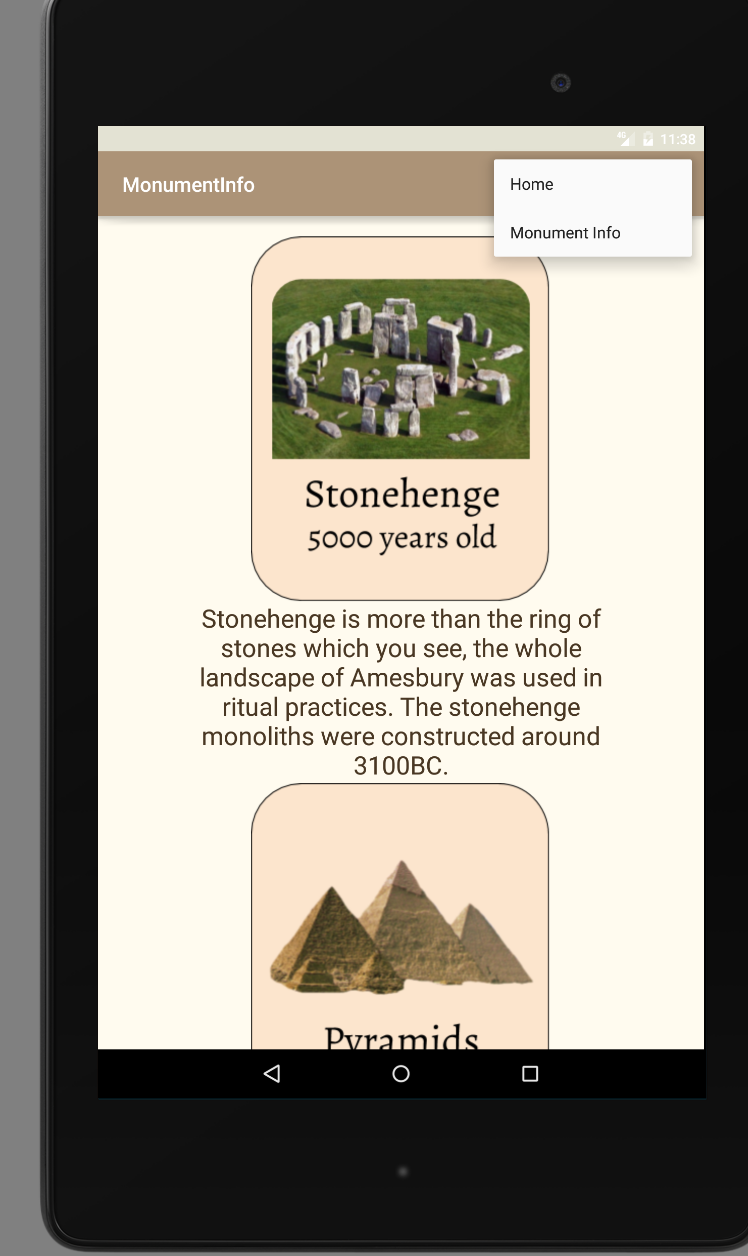 4G 11:38
MonumentInfo
Home
Monument Info
Stonehenge
5000 years old
Stonehenge is more than the ring of
stones which you see, the whole
landscape of Amesbury was used in
ritual practices. The stonehenge
monoliths were constructed around
3100BC.
Pyramids